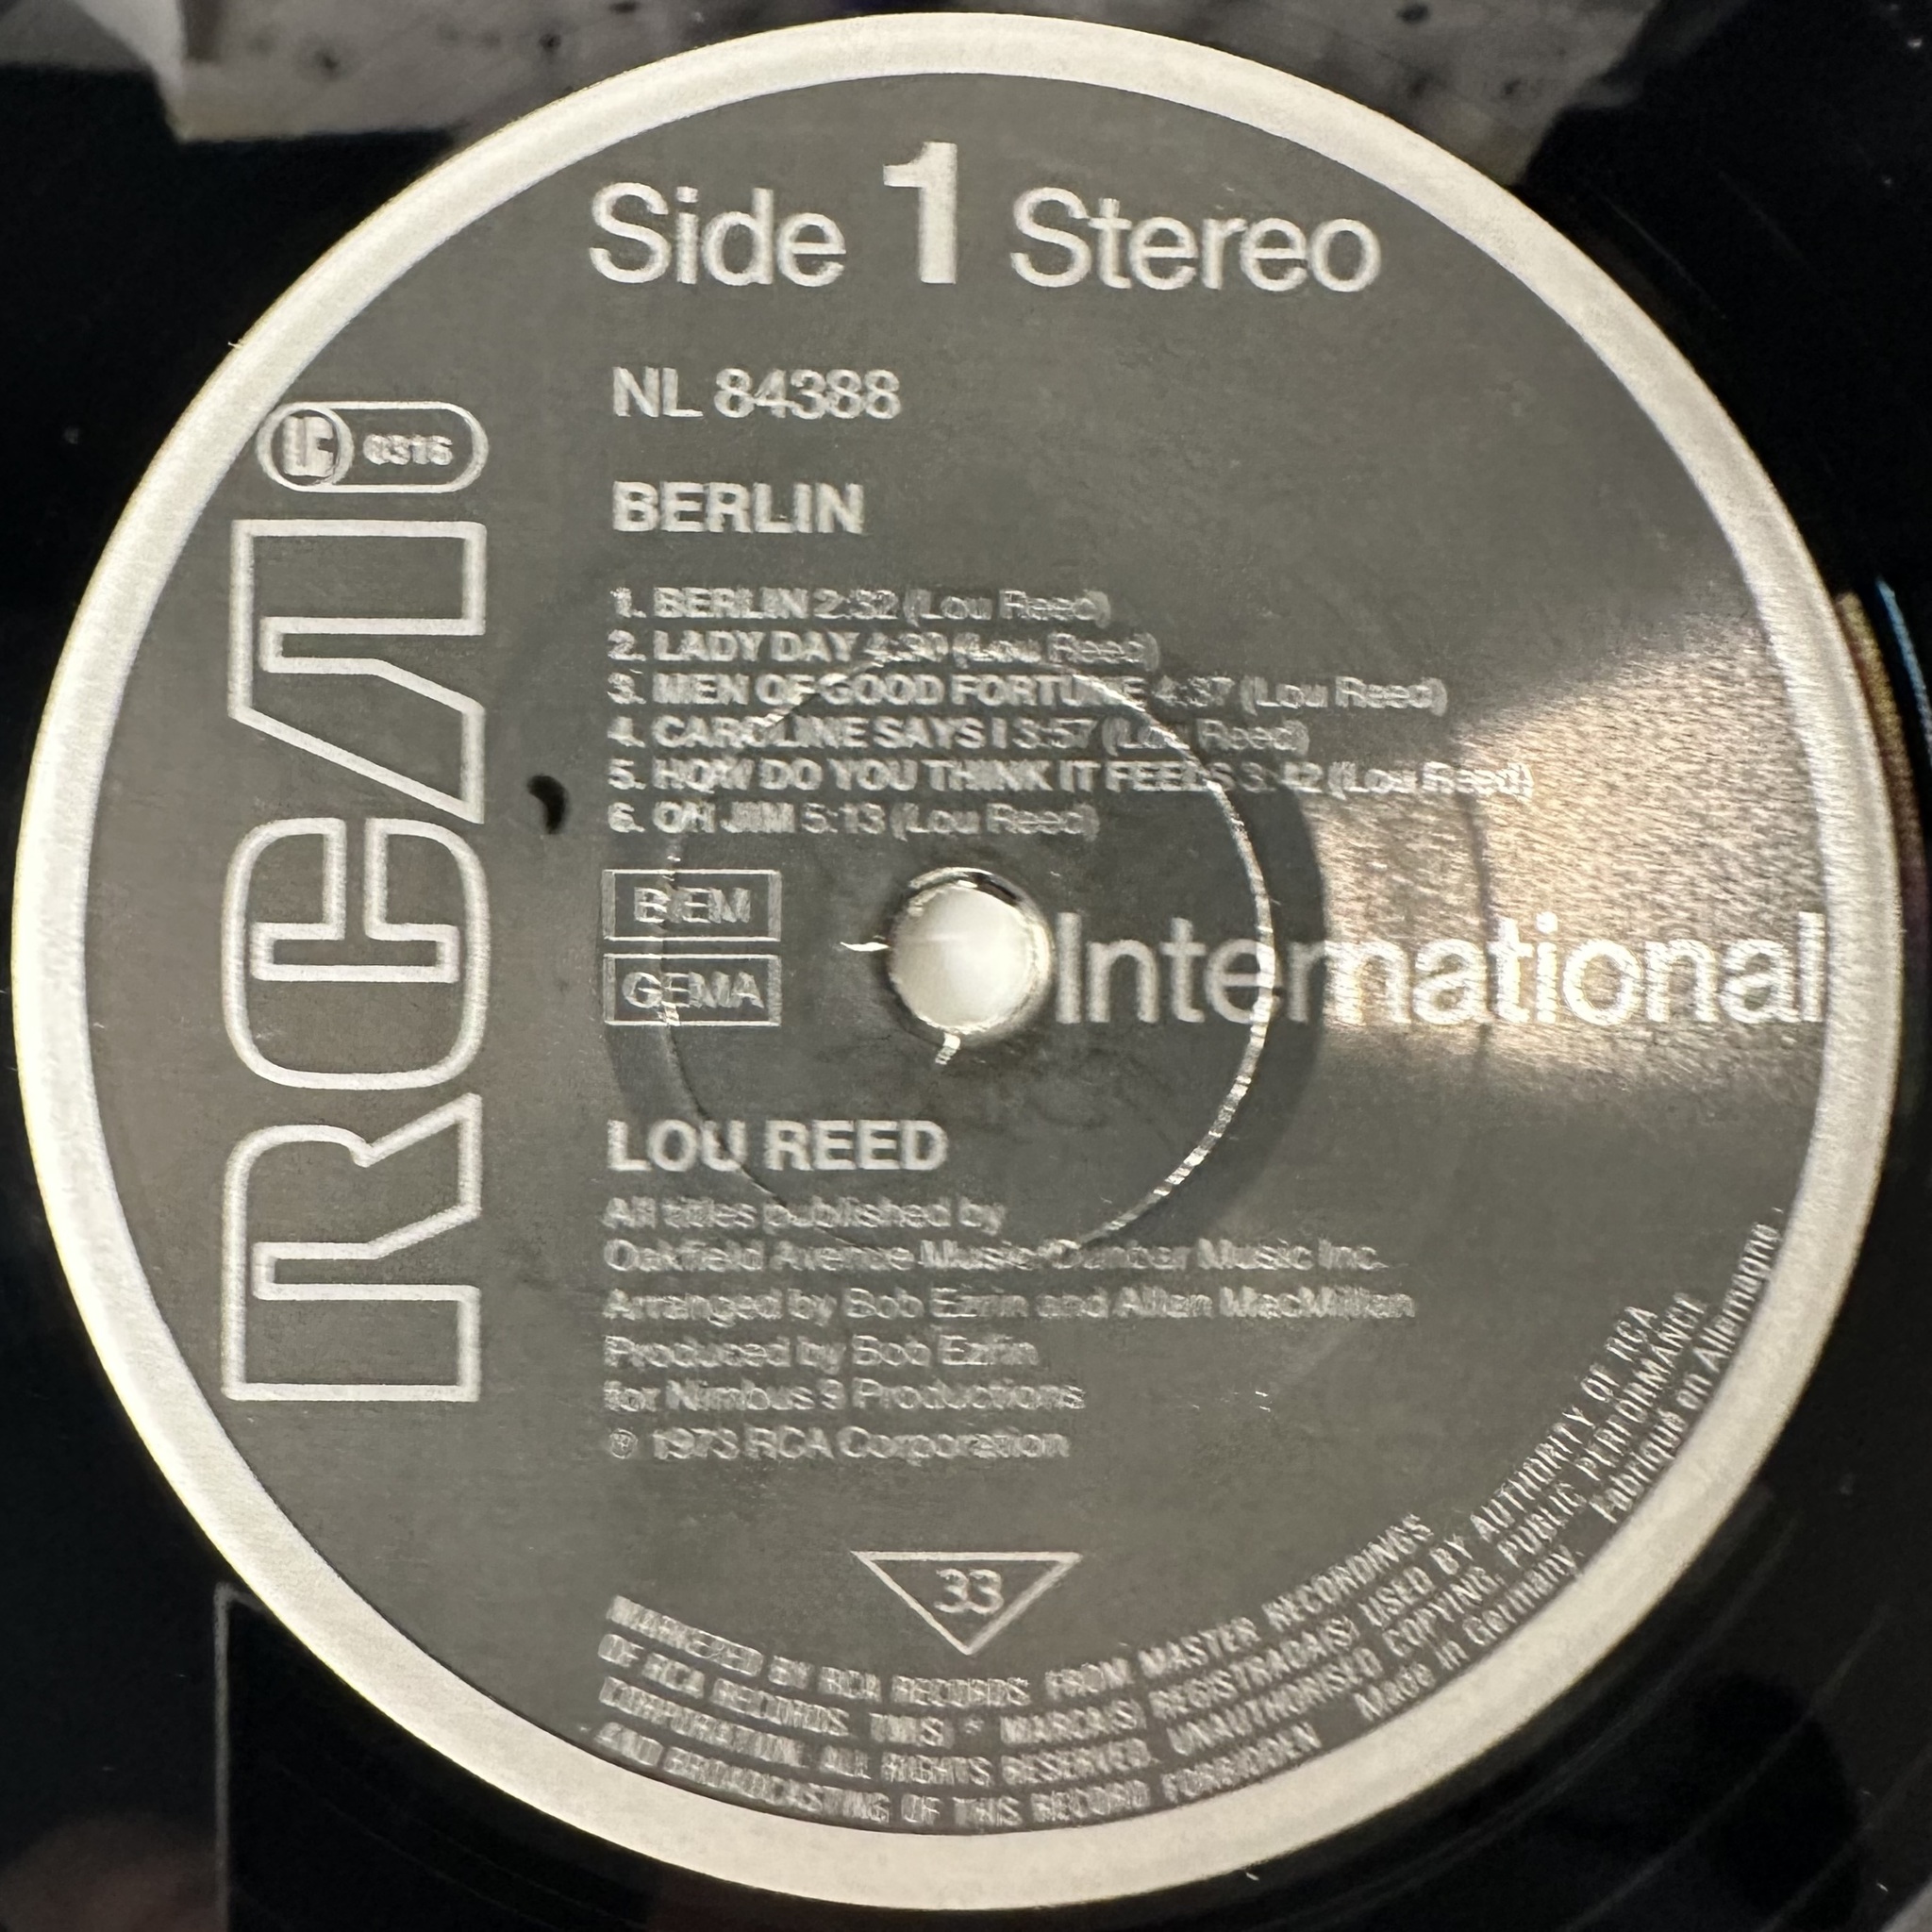 Side 1 Stereo
NL 84388
LC 0316
BERLIN
1. BERLIN 2:32 (Lou Reed)
2. LADY DAY 4:30 (Lou Reed)
3. MEN OF GOOD FORTUNE 4:37 (Lou Reed)
4. CAROLINE SAYS I 3:57 (Lou Reed)
5. HOW DO YOU THINK IT FEELS 3:42 (Lou Reed)
6. OH JIM 5:13 (Lou Reed)
RCA
BIEM
GEMA
International
LOU REED
All titles published by
Oakfield Avenue Music/Dunbar Music Inc.
Arranged by Bob Ezrin and Allan MacMillan
Produced by Bob Ezrin
for Nimbus 9 Productions
℗ 1973 RCA Corporation
33
MARKETED BY RCA RECORDS FROM MASTER RECORDINGS
OF RCA RECORDS. TM(S) ® MARCA(S) REGISTRADA(S) USED BY AUTHORITY OF RCA
CORPORATION. ALL RIGHTS RESERVED. UNAUTHORISED COPYING, PUBLIC PERFORMANCE
AND BROADCASTING OF THIS RECORD FORBIDDEN Made in Germany Fabriqué en Allemagne